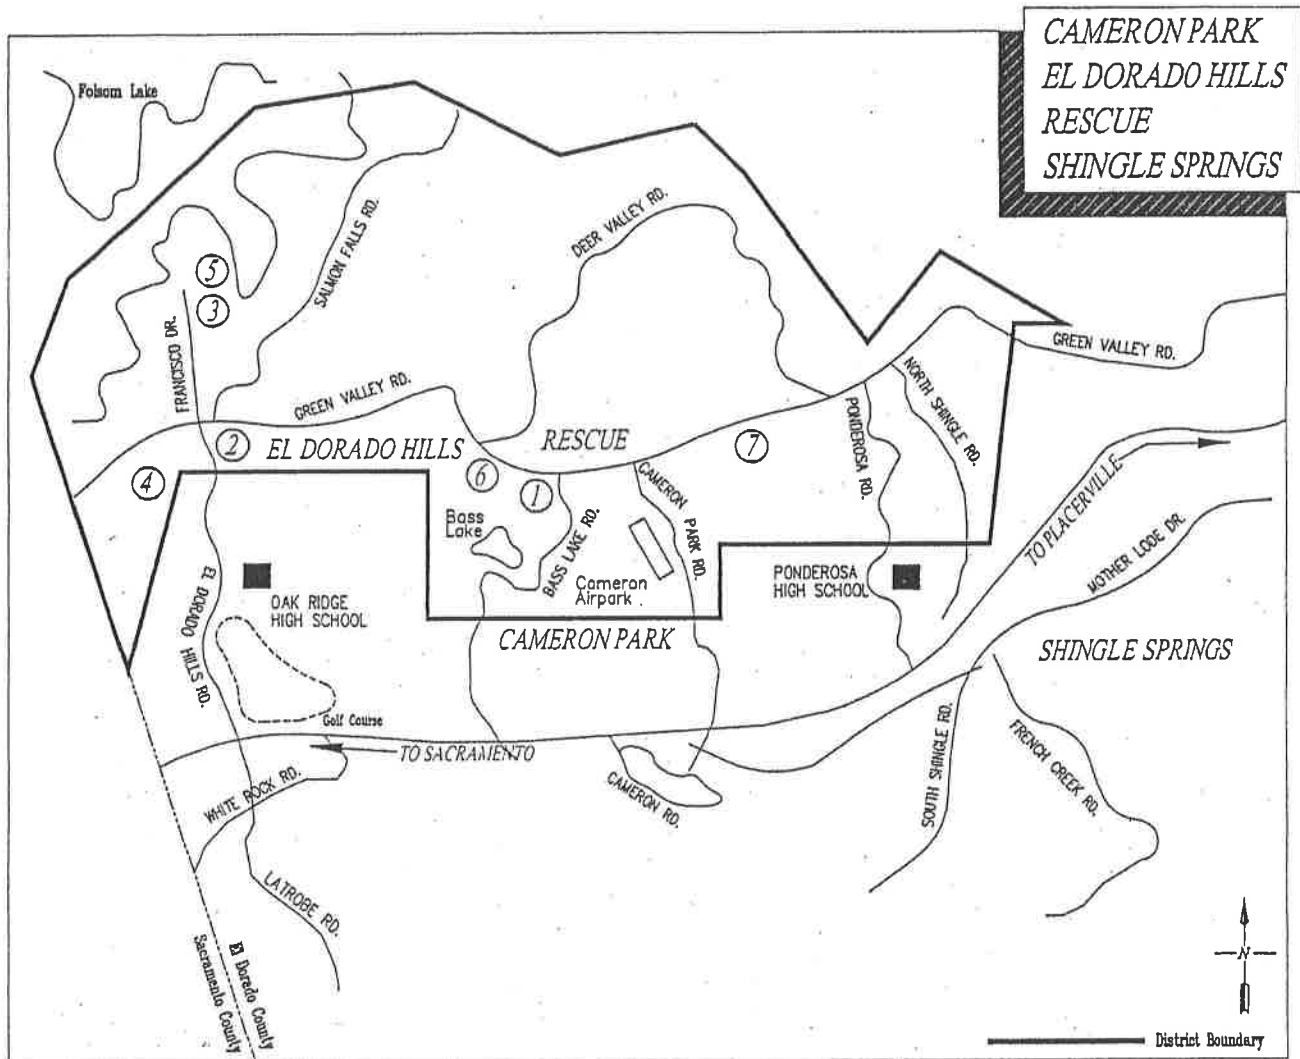 CAMERON PARK
EL DORADO HILLS
RESCUE
SHINGLE SPRINGS
Folsom Lake
SALMON FALLS RD.
DEER VALLEY RD.
5
3
FRANCISCO DR.
GREEN VALLEY RD.
GREEN VALLEY RD.
NORTH SHINGLE RD.
PONDEROSA RD.
2
EL DORADO HILLS
RESCUE
7
4
6
1
CAMERON PARK RD.
TO PLACERVILLE
Bass
Lake
BASS LAKE RD.
MOTHER LODE DR.
Cameron
Airpark
PONDEROSA
HIGH SCHOOL
OAK RIDGE
HIGH SCHOOL
EL DORADO HILLS RD.
CAMERON PARK
SHINGLE SPRINGS
Golf Course
TO SACRAMENTO
WHITE ROCK RD.
CAMERON RD.
SOUTH SHINGLE RD.
FRENCH CREEK RD.
LATROBE RD.
El Dorado County
Sacramento County
N
District Boundary